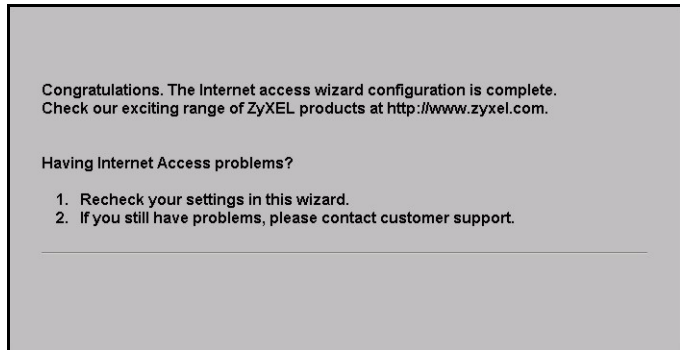 Congratulations. The Internet access wizard configuration is complete.
Check our exciting range of ZyXEL products at http://www.zyxel.com.
Having Internet Access problems?
1. Recheck your settings in this wizard.
2. If you still have problems, please contact customer support.